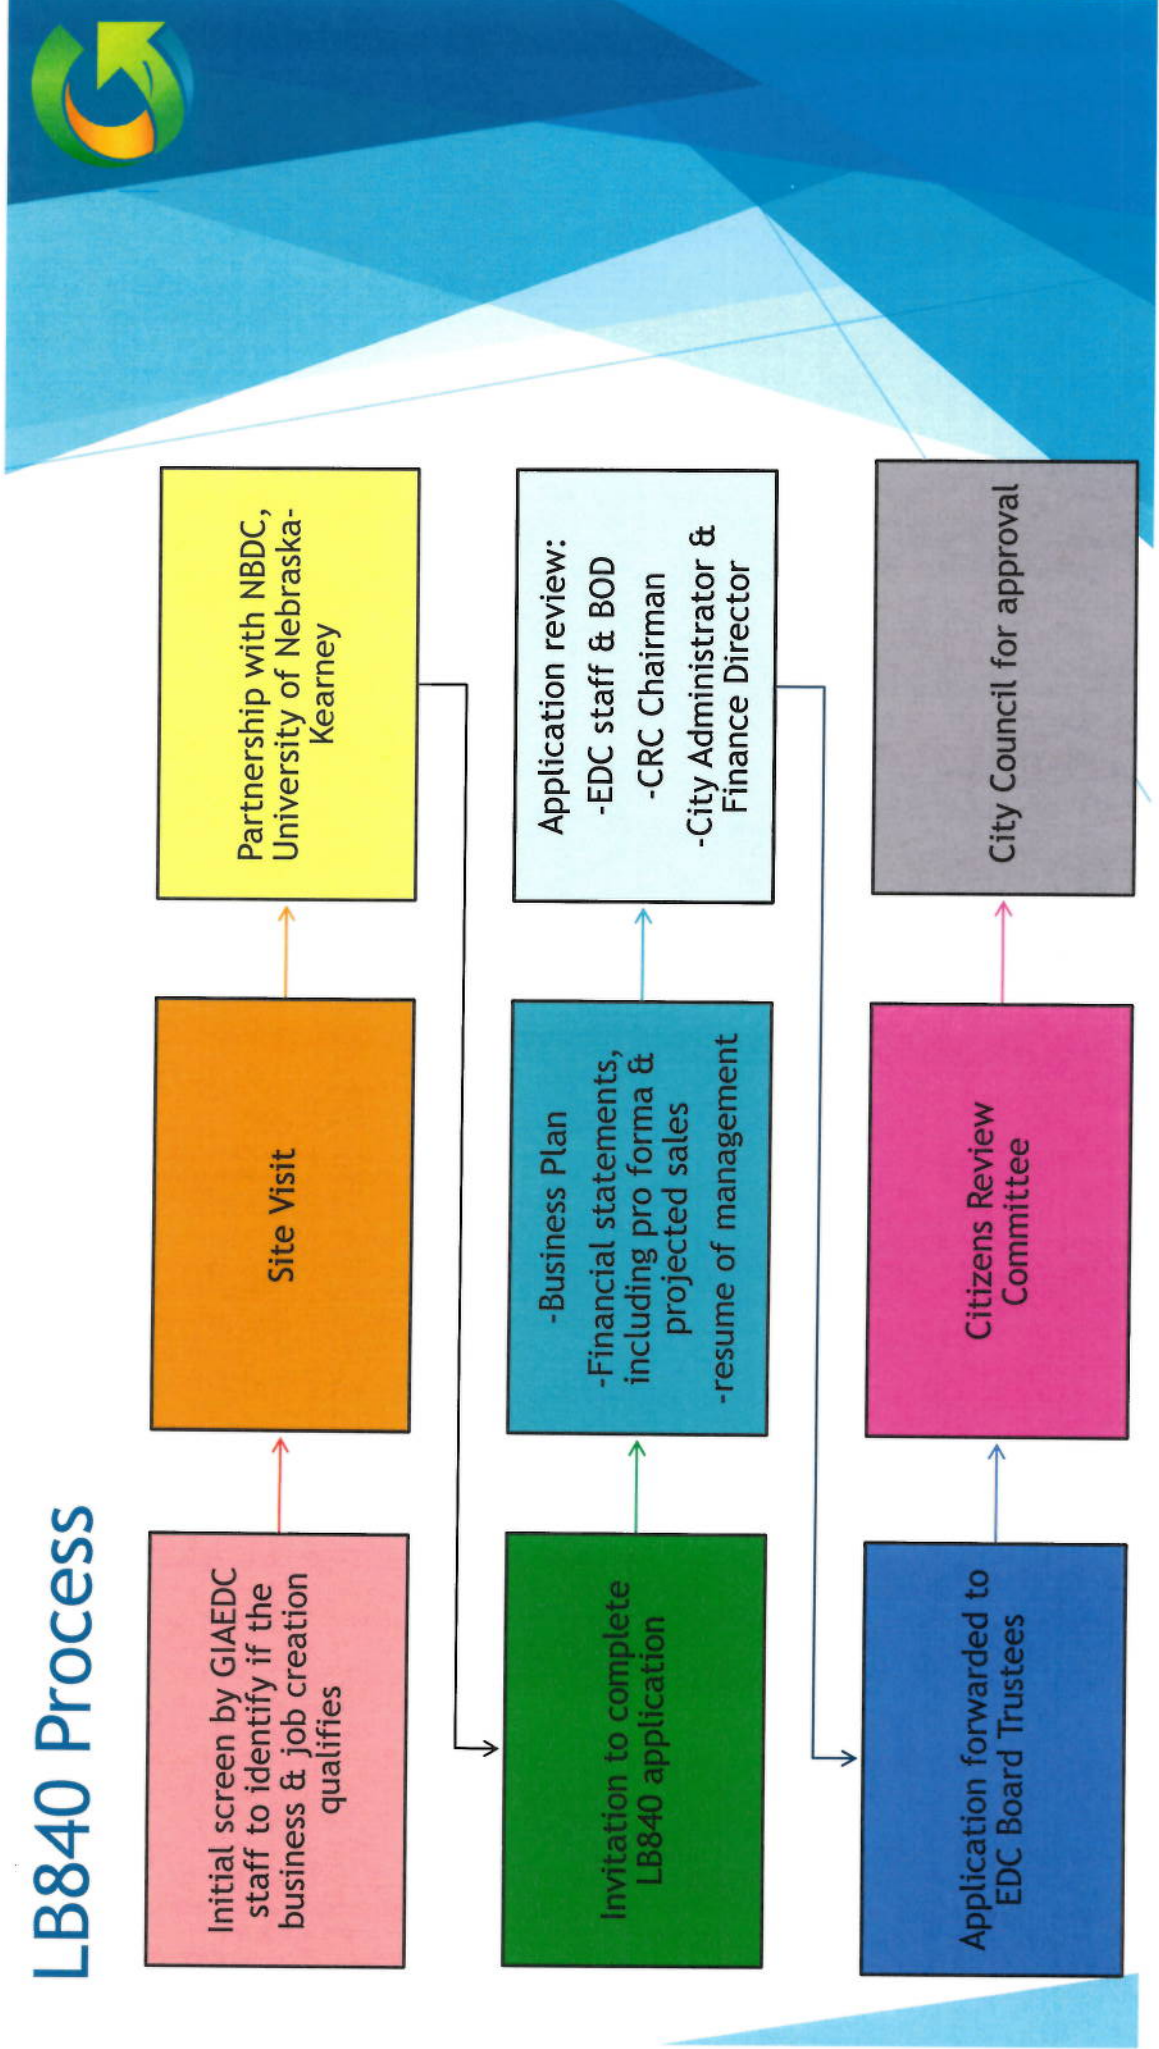 LB840 Process
Initial screen by GIAEDC
staff to identify if the
business & job creation
qualifies
Site Visit
Partnership with NBDC,
University of Nebraska-
Kearney
Invitation to complete
LB840 application
-Business Plan
-Financial statements,
including pro forma &
projected sales
-resume of management
Application review:
-EDC staff & BOD
-CRC Chairman
-City Administrator &
Finance Director
Application forwarded to
EDC Board Trustees
Citizens Review
Committee
City Council for approval